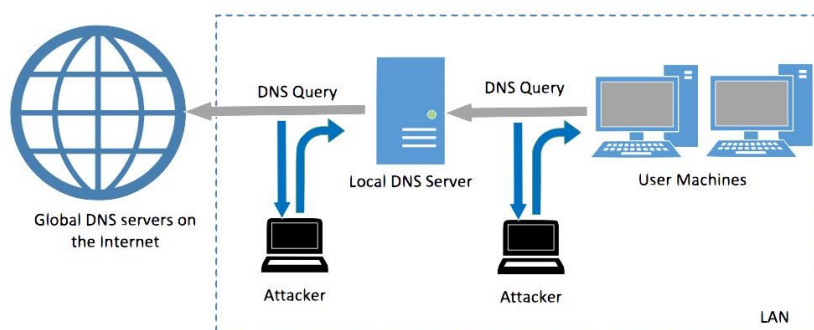 DNS Query
DNS Query
Local DNS Server
User Machines
Global DNS servers on
the Internet
Attacker
Attacker
LAN